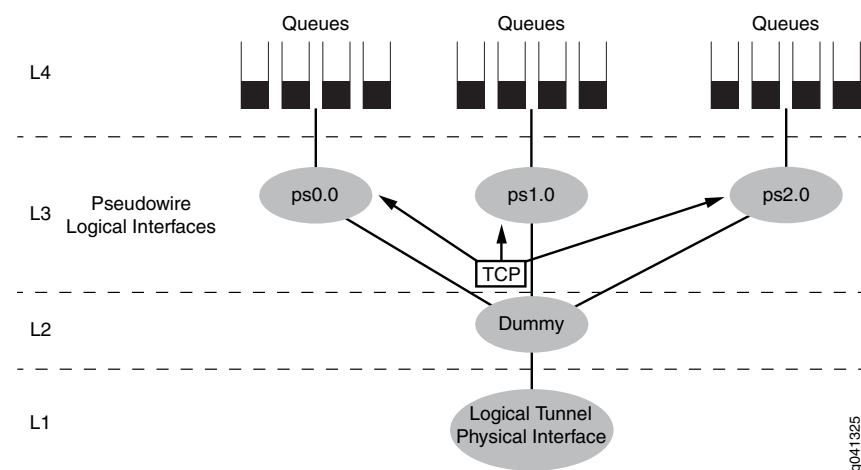 Queues
Queues
Queues
L4
ps0.0
ps1.0
ps2.0
L3
Pseudowire
Logical Interfaces
TCP
L2
Dummy
L1
Logical Tunnel
Physical Interface
g041325